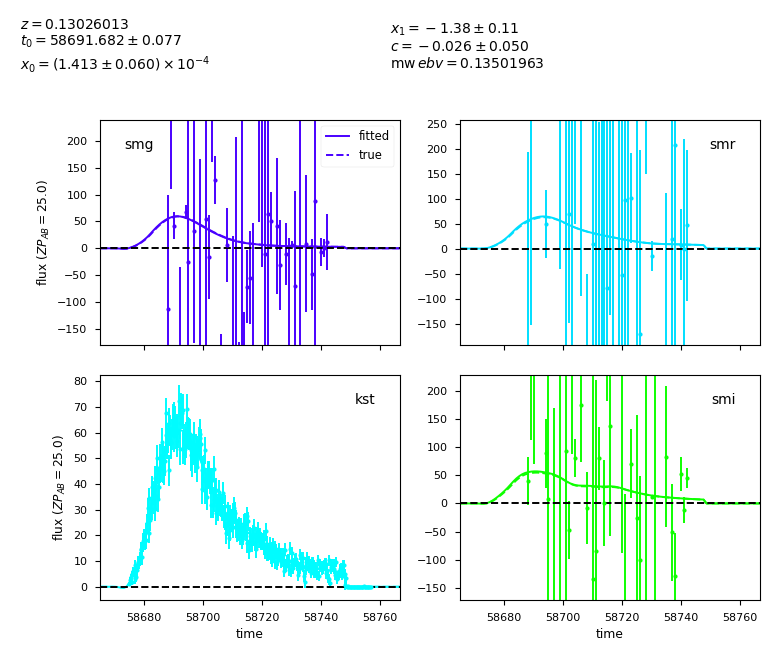 z = 0.13026013
t₀ = 58691.682 ± 0.077
x₀ = (1.413 ± 0.060) × 10⁻⁴
x₁ = −1.38 ± 0.11
c = −0.026 ± 0.050
mw ebv = 0.13501963
smg
fitted
true
200
150
100
50
0
−50
−100
−150
flux (ZP_AB = 25.0)
smr
250
200
150
100
50
0
−50
−100
−150
kst
80
70
60
50
40
30
20
10
0
flux (ZP_AB = 25.0)
58680 58700 58720 58740 58760
time
smi
200
150
100
50
0
−50
−100
−150
58680 58700 58720 58740 58760
time